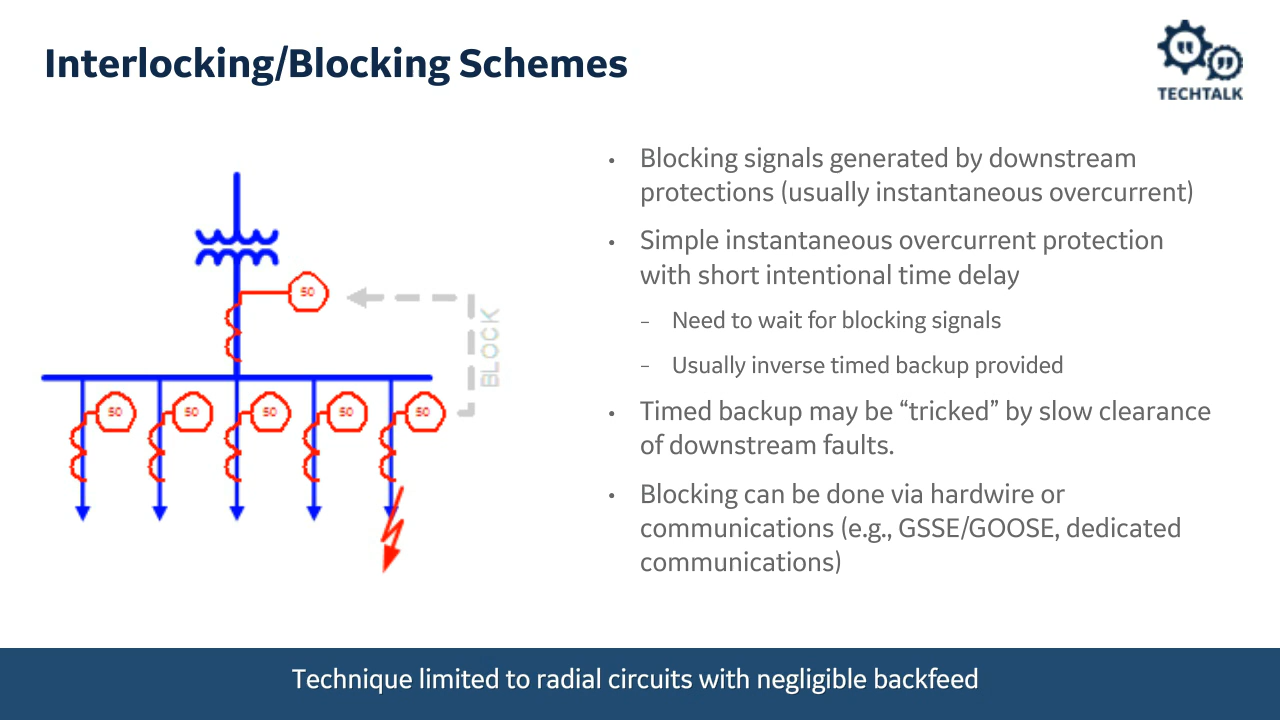 Interlocking/Blocking Schemes
TECHTALK
50
BLOCK
50 50 50 50 50
• Blocking signals generated by downstream
protections (usually instantaneous overcurrent)
• Simple instantaneous overcurrent protection
with short intentional time delay
– Need to wait for blocking signals
– Usually inverse timed backup provided
• Timed backup may be “tricked” by slow clearance
of downstream faults.
• Blocking can be done via hardwire or
communications (e.g., GSSE/GOOSE, dedicated
communications)
Technique limited to radial circuits with negligible backfeed